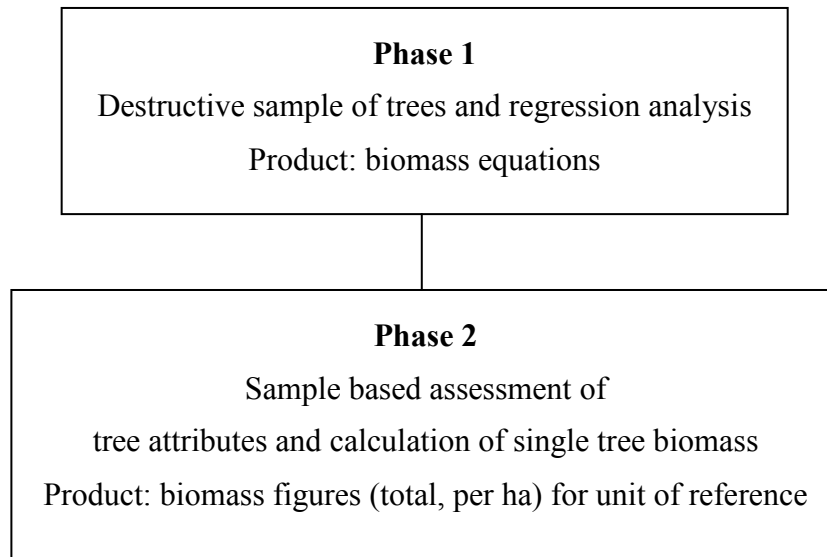 Phase 1
Destructive sample of trees and regression analysis
Product: biomass equations
Phase 2
Sample based assessment of
tree attributes and calculation of single tree biomass
Product: biomass figures (total, per ha) for unit of reference